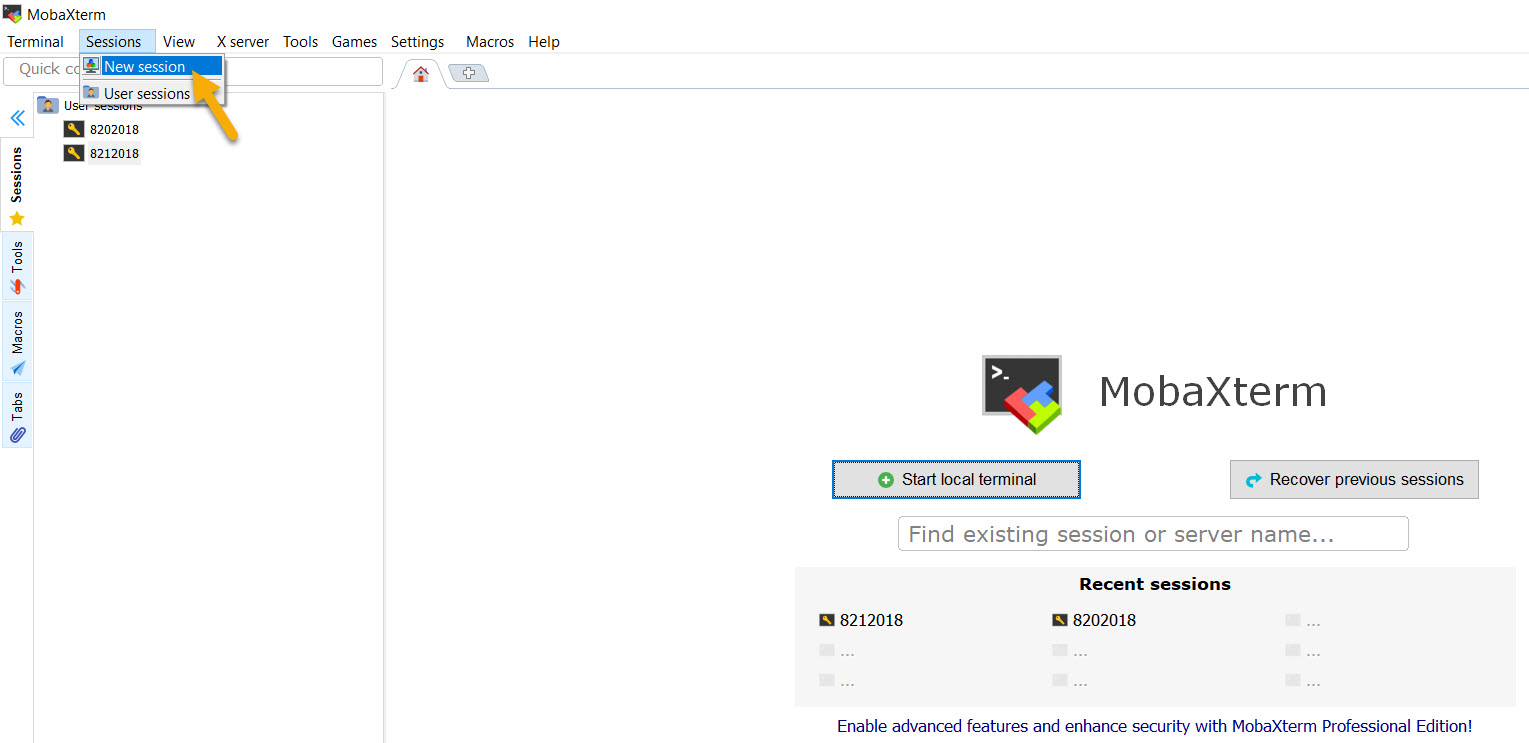 MobaXterm
Terminal Sessions View X server Tools Games Settings Macros Help
New session
User sessions
Quick co
User sessions
8202018
8212018
Sessions
Tools
Macros
Tabs
>_
MobaXterm
Start local terminal
Recover previous sessions
Find existing session or server name...
Recent sessions
8212018 8202018 ...
... ... ...
... ... ...
Enable advanced features and enhance security with MobaXterm Professional Edition!